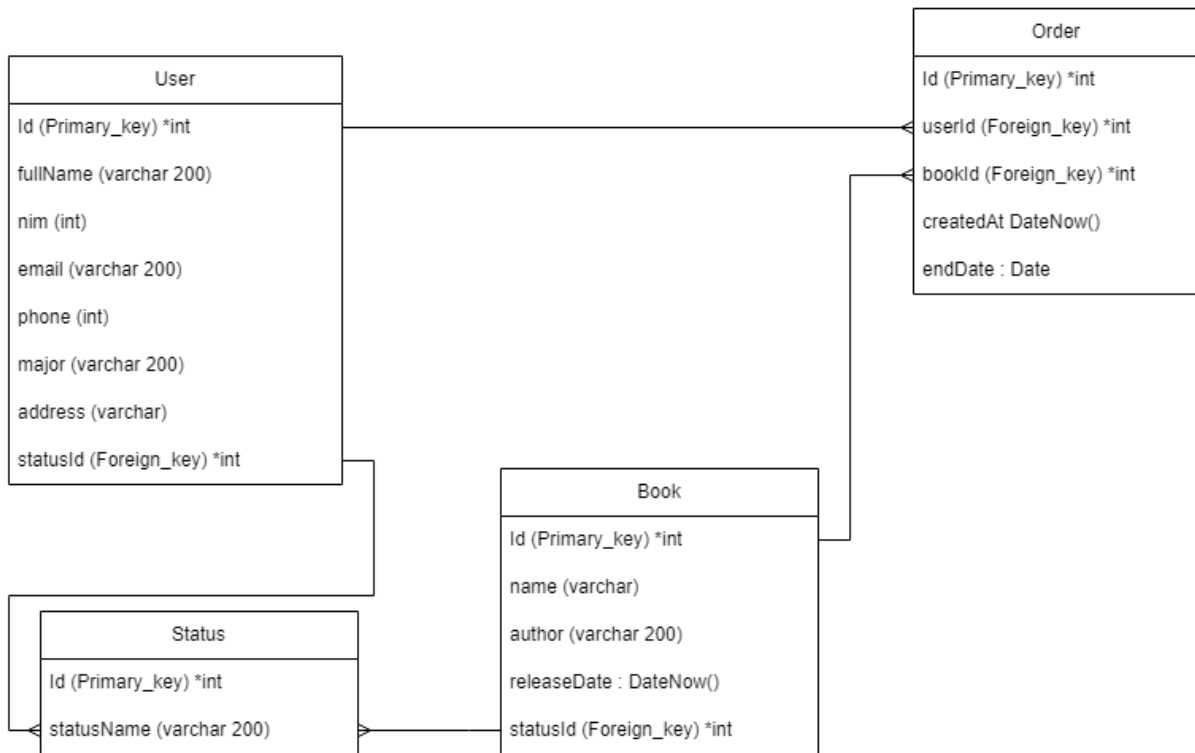 User
Id (Primary_key) *int
fullName (varchar 200)
nim (int)
email (varchar 200)
phone (int)
major (varchar 200)
address (varchar)
statusId (Foreign_key) *int
Order
Id (Primary_key) *int
userId (Foreign_key) *int
bookId (Foreign_key) *int
createdAt DateNow()
endDate : Date
Book
Id (Primary_key) *int
name (varchar)
author (varchar 200)
releaseDate : DateNow()
statusId (Foreign_key) *int
Status
Id (Primary_key) *int
statusName (varchar 200)